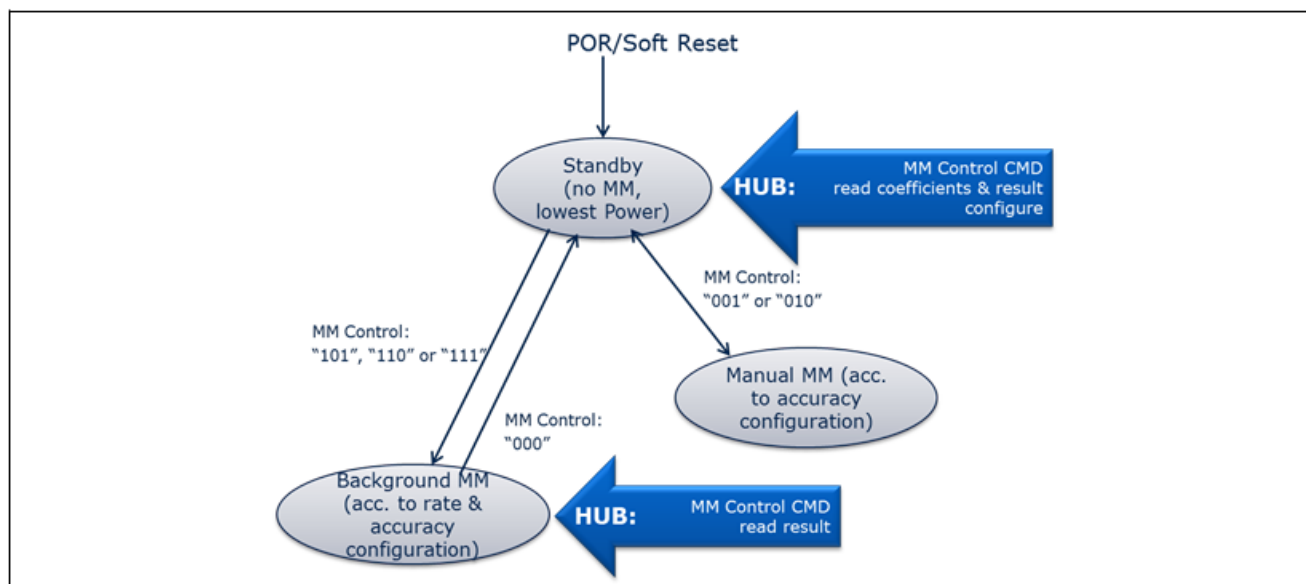 POR/Soft Reset
Standby
(no MM,
lowest Power)
HUB:
MM Control CMD
read coefficients & result
configure
MM Control:
“001” or “010”
MM Control:
“101”, “110” or “111”
Manual MM (acc.
to accuracy
configuration)
MM Control:
“000”
Background MM
(acc. to rate &
accuracy
configuration)
HUB:
MM Control CMD
read result